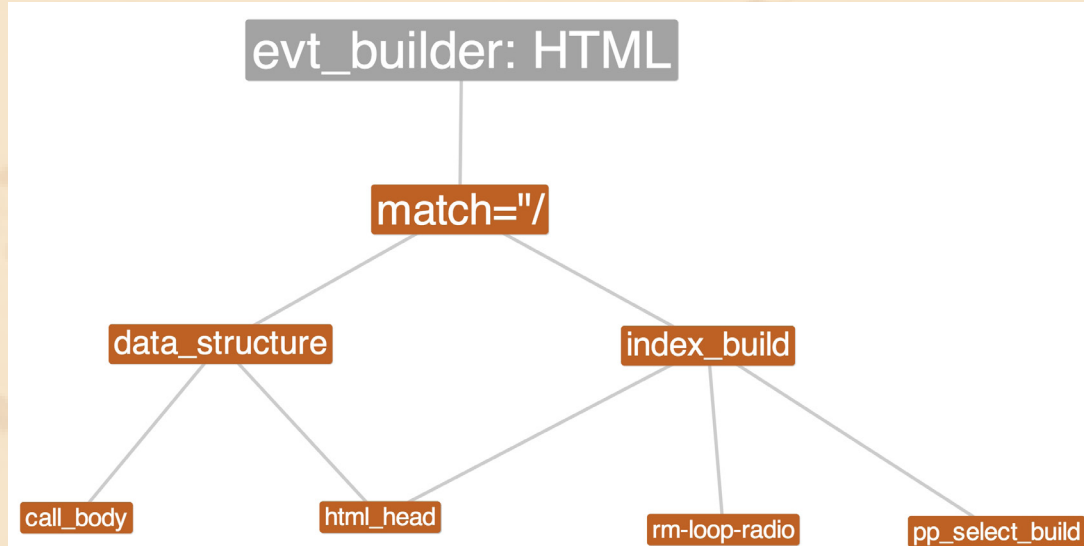 evt_builder: HTML
match="/
data_structure
index_build
call_body
html_head
rm-loop-radio
pp_select_build